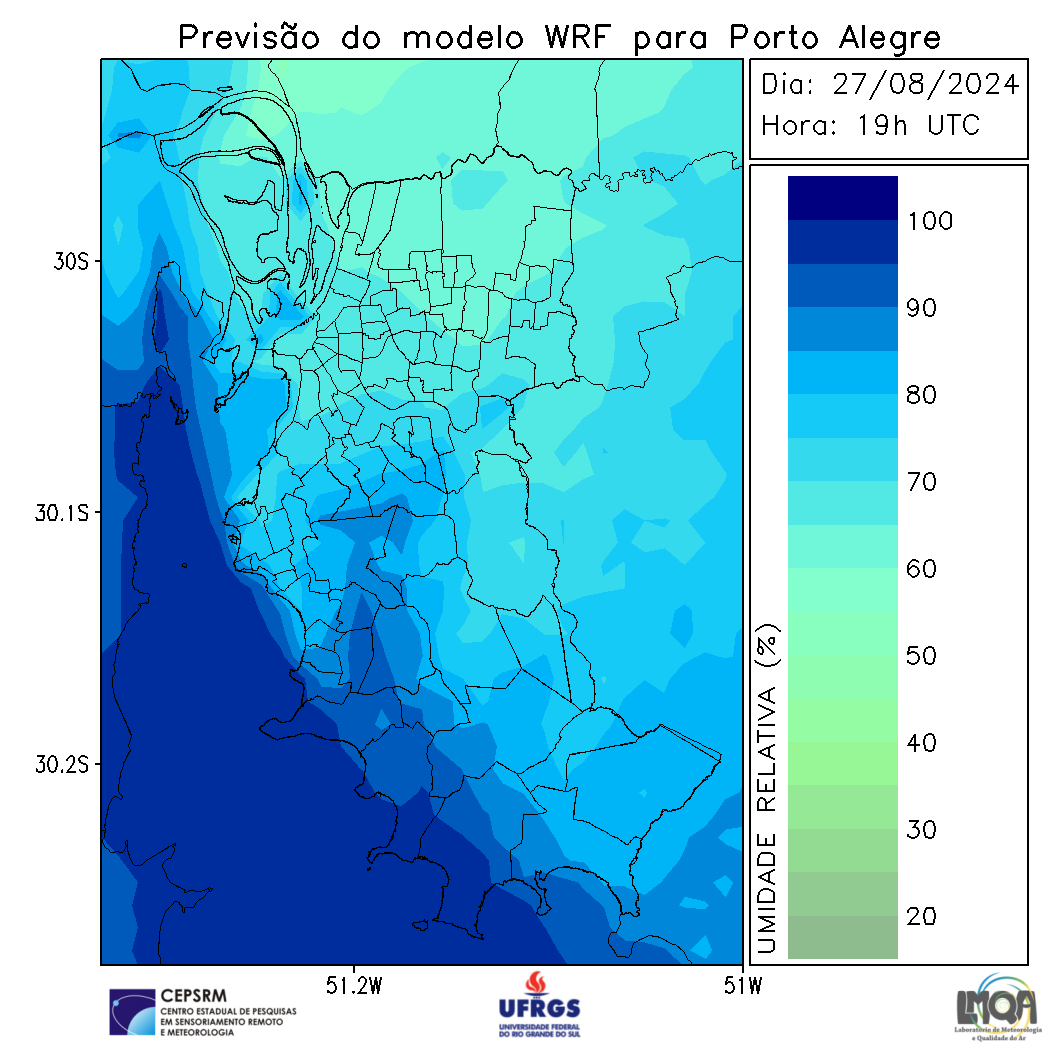 Previsão do modelo WRF para Porto Alegre
Dia: 27/08/2024
Hora: 19h UTC
30S
30.1S
30.2S
51.2W
51W
100
90
80
70
60
50
40
30
20
UMIDADE RELATIVA (%)
CEPSRM
CENTRO ESTADUAL DE PESQUISAS
EM SENSORIAMENTO REMOTO
E METEOROLOGIA
UFRGS
UNIVERSIDADE FEDERAL
DO RIO GRANDE DO SUL
LMQA
Laboratório de Meteorologia
e Qualidade do Ar